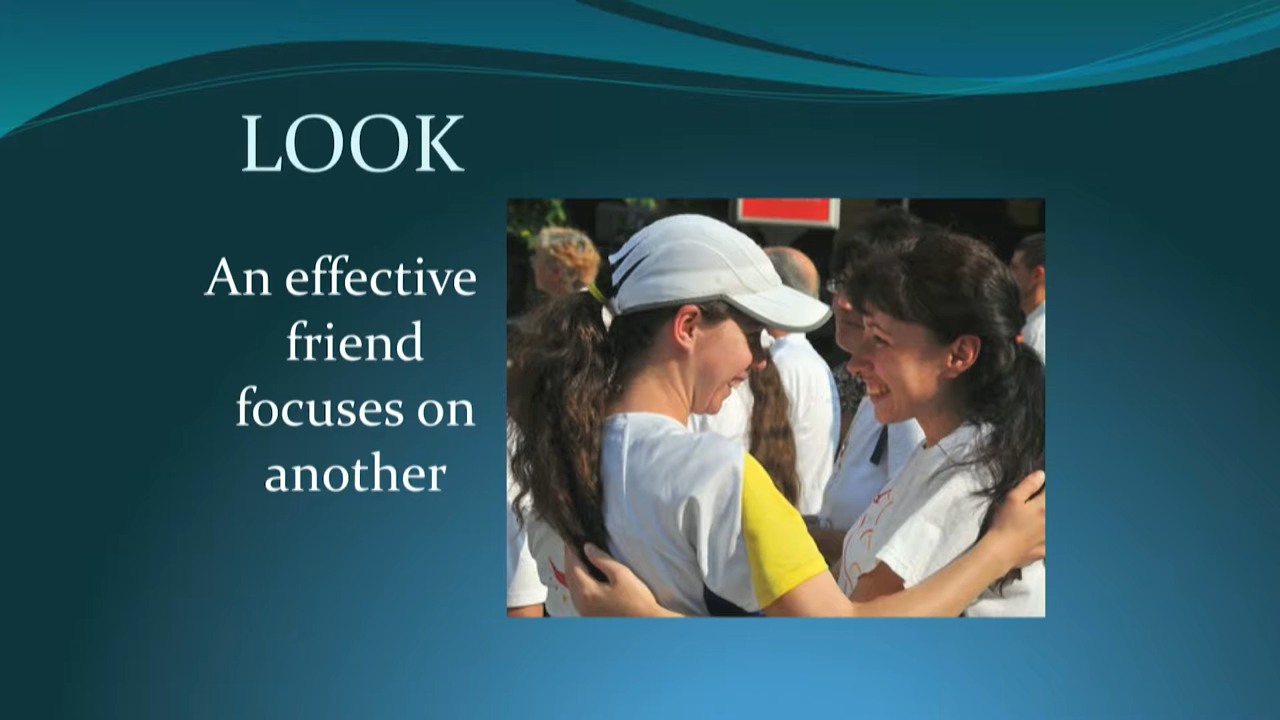 LOOK
An effective
friend
focuses on
another